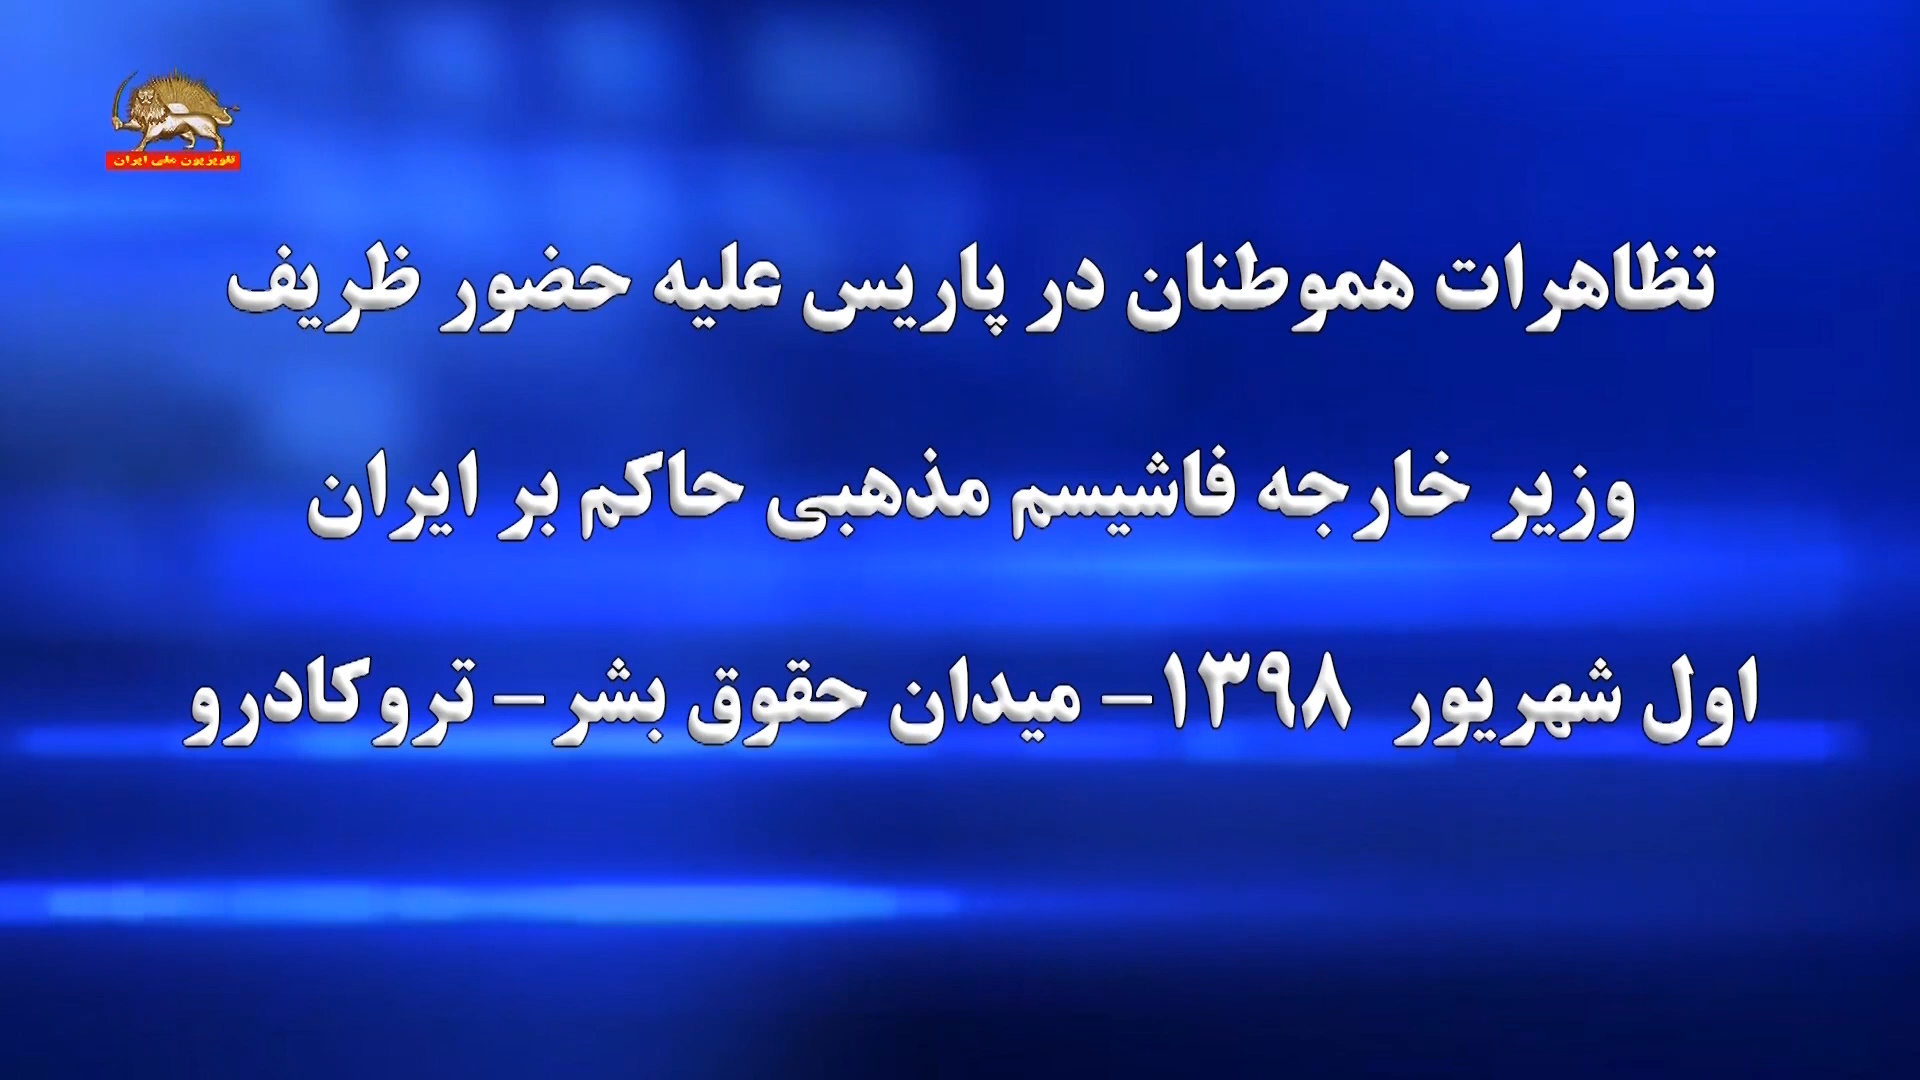 تلویزیون ملی ایران
تظاهرات هموطنان در پاریس علیه حضور ظریف
وزیر خارجه فاشیسم مذهبی حاکم بر ایران
اول شهریور ۱۳۹۸- میدان حقوق بشر- تروکادرو